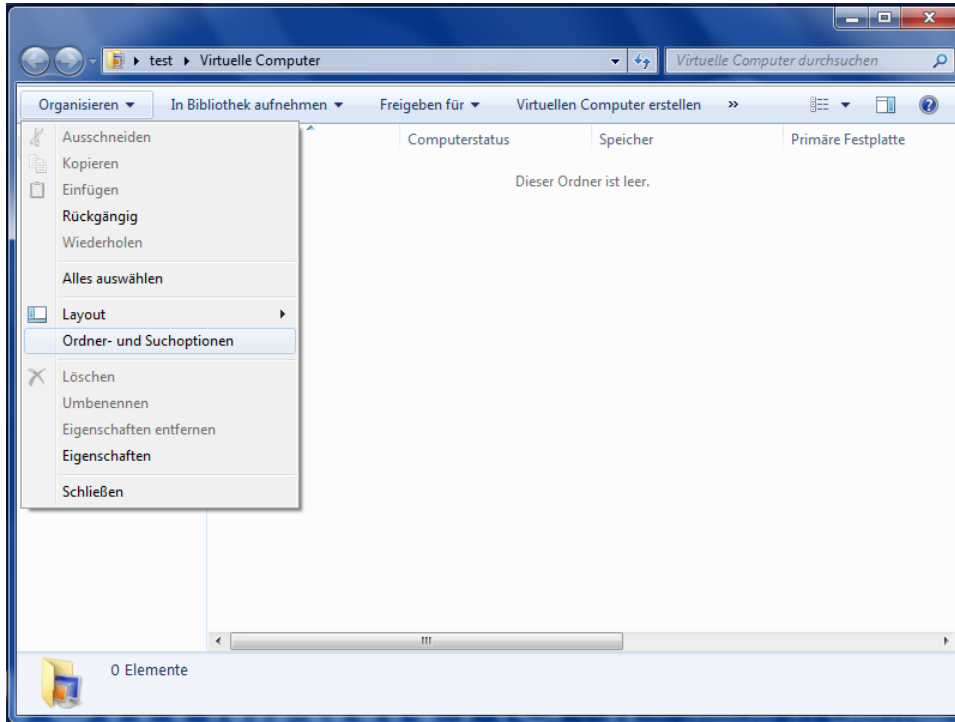 test Virtuelle Computer
Virtuelle Computer durchsuchen
Organisieren In Bibliothek aufnehmen Freigeben für Virtuellen Computer erstellen »
Computerstatus Speicher Primäre Festplatte
Dieser Ordner ist leer.
Ausschneiden
Kopieren
Einfügen
Rückgängig
Wiederholen
Alles auswählen
Layout
Ordner- und Suchoptionen
Löschen
Umbenennen
Eigenschaften entfernen
Eigenschaften
Schließen
0 Elemente